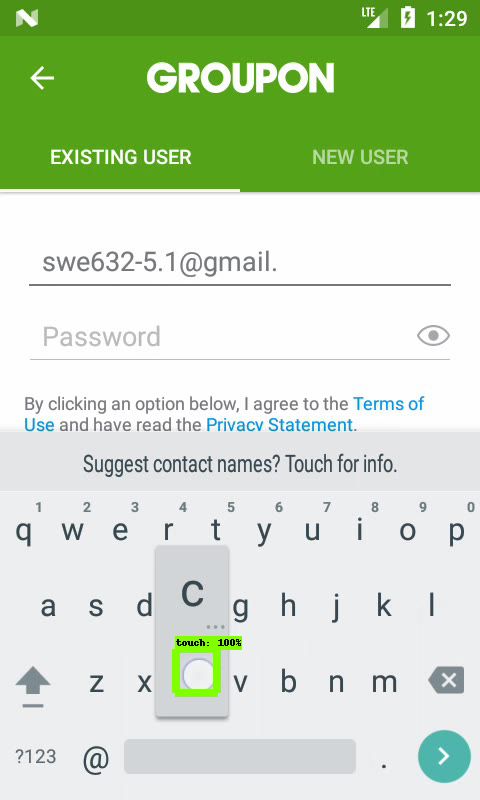 LTE 1:29
GROUPON
EXISTING USER NEW USER
swe632-5.1@gmail.
Password
By clicking an option below, I agree to the Terms of
Use and have read the Privacy Statement.
Suggest contact names? Touch for info.
1 2 3 4 5 6 7 8 9 0
q w e r t y u i o p
a s d g h j k l
c
touch: 100%
z x v b n m
?123 @ .